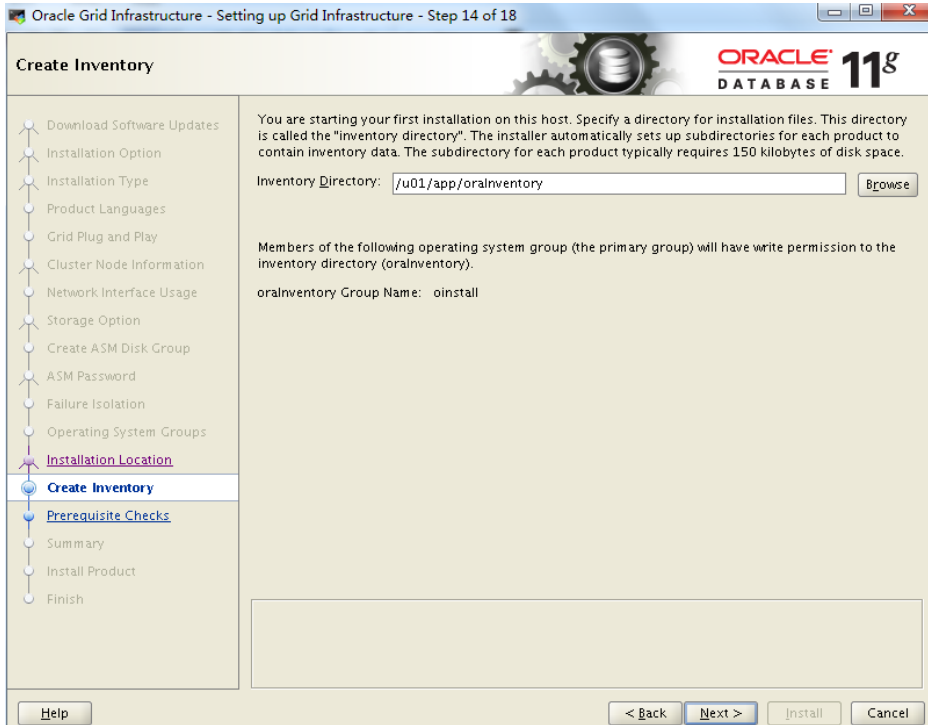 Oracle Grid Infrastructure - Setting up Grid Infrastructure - Step 14 of 18
Create Inventory
ORACLE
DATABASE
11g
Download Software Updates
Installation Option
Installation Type
Product Languages
Grid Plug and Play
Cluster Node Information
Network Interface Usage
Storage Option
Create ASM Disk Group
ASM Password
Failure Isolation
Operating System Groups
Installation Location
Create Inventory
Prerequisite Checks
Summary
Install Product
Finish
You are starting your first installation on this host. Specify a directory for installation files. This directory
is called the "inventory directory". The installer automatically sets up subdirectories for each product to
contain inventory data. The subdirectory for each product typically requires 150 kilobytes of disk space.
Inventory Directory: /u01/app/oraInventory Browse
Members of the following operating system group (the primary group) will have write permission to the
inventory directory (oraInventory).
oraInventory Group Name: oinstall
Help < Back Next > Install Cancel